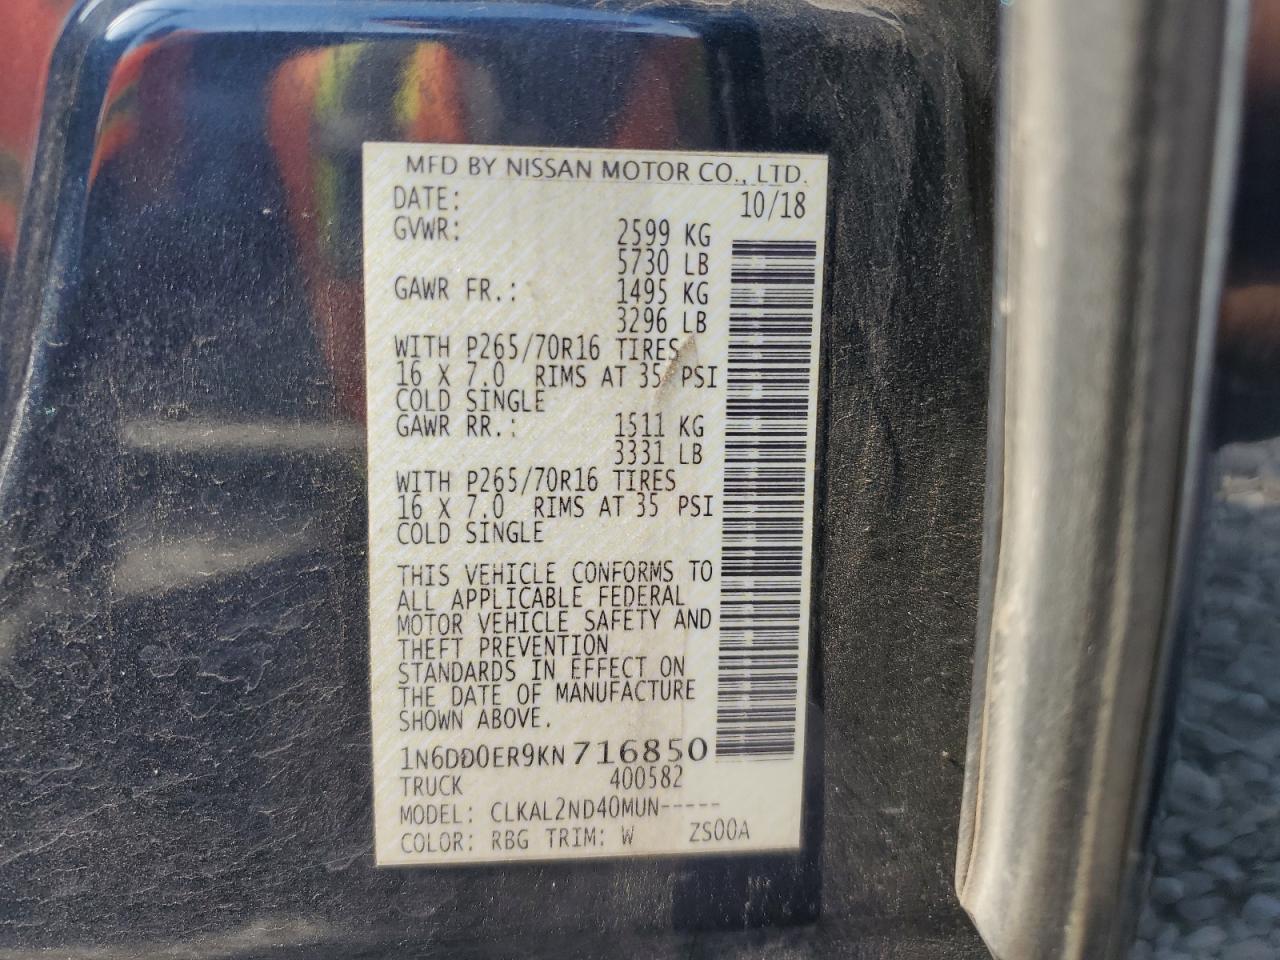 MFD BY NISSAN MOTOR CO., LTD.
DATE: 10/18
GVWR: 2599 KG
5730 LB
GAWR FR.: 1495 KG
3296 LB
WITH P265/70R16 TIRES
16 X 7.0 RIMS AT 35 PSI
COLD SINGLE
GAWR RR.: 1511 KG
3331 LB
WITH P265/70R16 TIRES
16 X 7.0 RIMS AT 35 PSI
COLD SINGLE
THIS VEHICLE CONFORMS TO
ALL APPLICABLE FEDERAL
MOTOR VEHICLE SAFETY AND
THEFT PREVENTION
STANDARDS IN EFFECT ON
THE DATE OF MANUFACTURE
SHOWN ABOVE.
1N6DD0ER9KN716850
TRUCK 400582
MODEL: CLKAL2ND40MUN-----
COLOR: RBG TRIM: W ZS00A